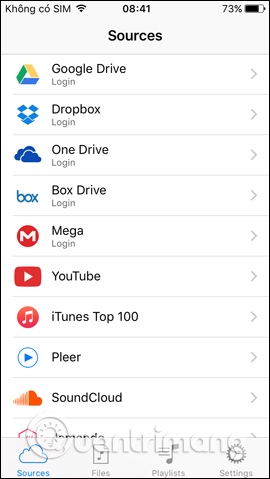 Không có SIM 08:41 73%
Sources
Google Drive
Login
Dropbox
Login
One Drive
Login
box
Box Drive
Login
M
Mega
Login
YouTube
iTunes Top 100
Pleer
SoundCloud
Jamendo
uantrimang
Sources Files Playlists Settings